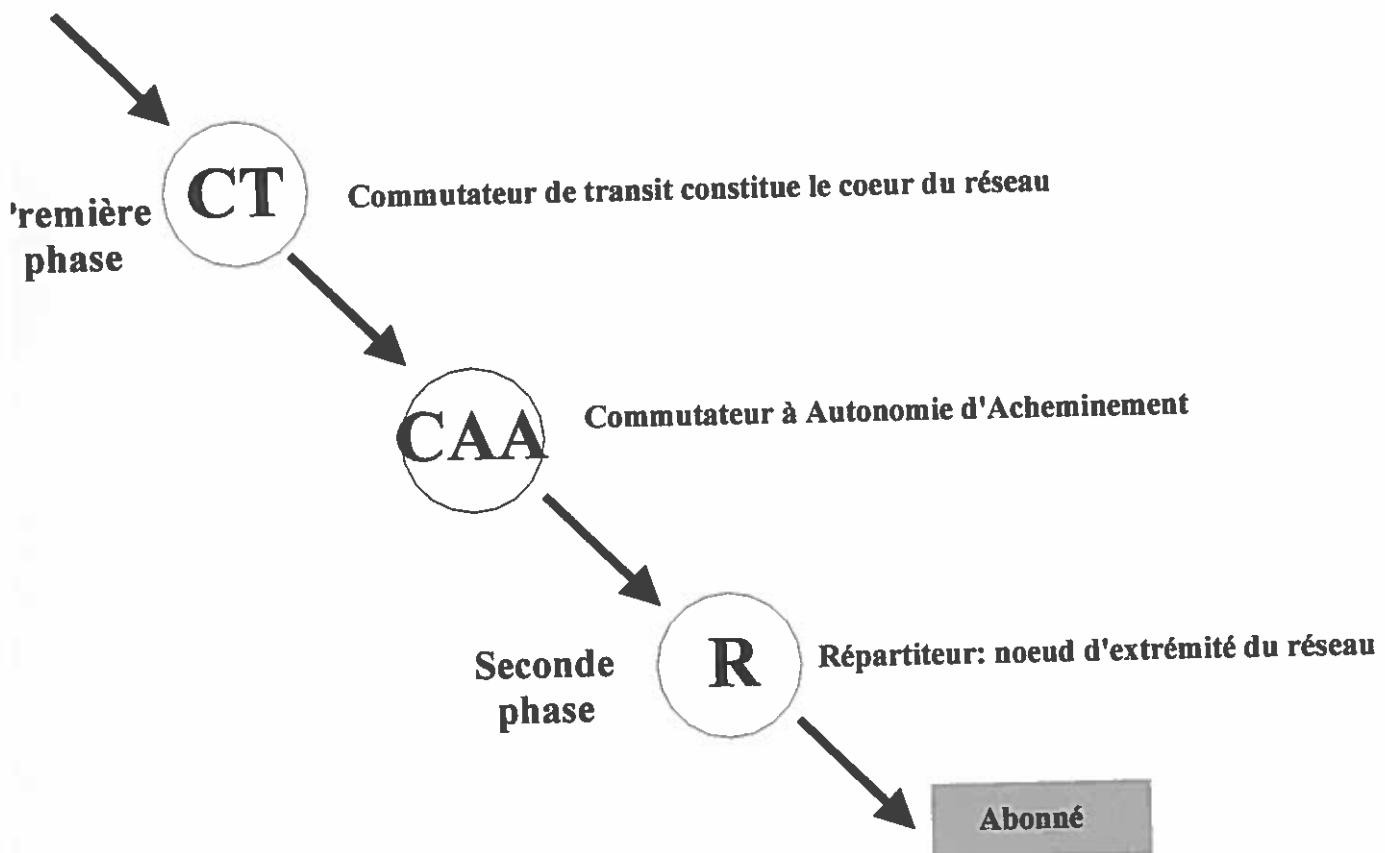 CT
Commutateur de transit constitue le coeur du réseau
'remière
phase
CAA
Commutateur à Autonomie d'Acheminement
Seconde
phase
R
Répartiteur: noeud d'extrémité du réseau
Abonné